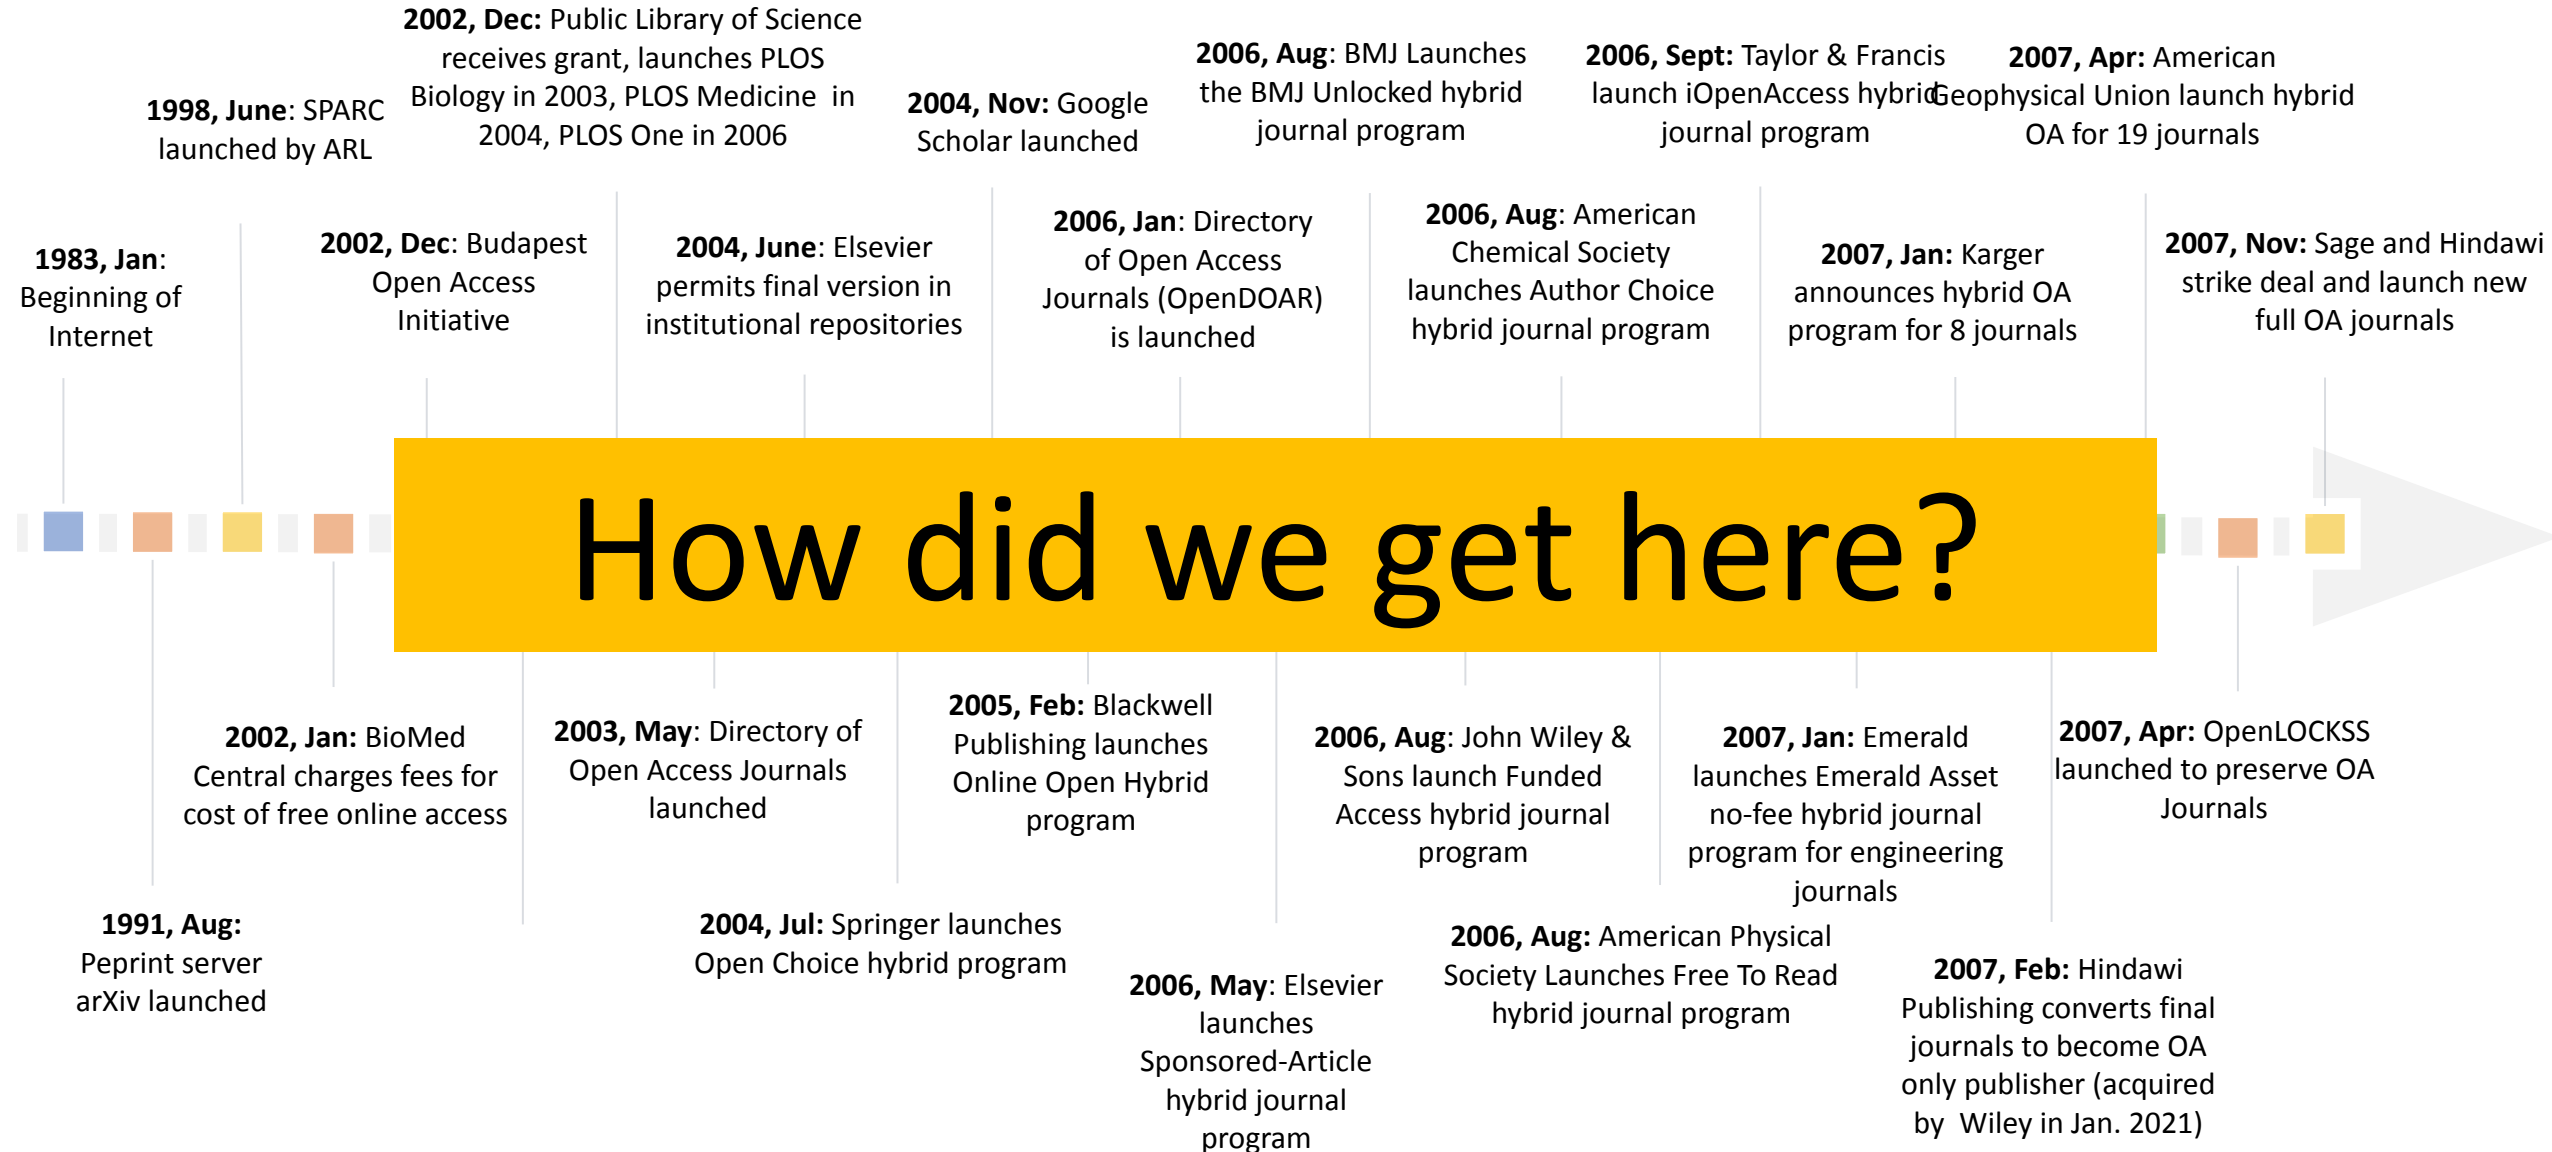 2002, Dec: Public Library of Science
receives grant, launches PLOS
Biology in 2003, PLOS Medicine in
2004, PLOS One in 2006
2006, Aug: BMJ Launches
the BMJ Unlocked hybrid
journal program
2006, Sept: Taylor & Francis
launch iOpenAccess hybrid
journal program
2007, Apr: American
Geophysical Union launch hybrid
OA for 19 journals
1998, June: SPARC
launched by ARL
2004, Nov: Google
Scholar launched
1983, Jan:
Beginning of
Internet
2002, Dec: Budapest
Open Access
Initiative
2004, June: Elsevier
permits final version in
institutional repositories
2006, Jan: Directory
of Open Access
Journals (OpenDOAR)
is launched
2006, Aug: American
Chemical Society
launches Author Choice
hybrid journal program
2007, Jan: Karger
announces hybrid OA
program for 8 journals
2007, Nov: Sage and Hindawi
strike deal and launch new
full OA journals
How did we get here?
2002, Jan: BioMed
Central charges fees for
cost of free online access
2003, May: Directory of
Open Access Journals
launched
2005, Feb: Blackwell
Publishing launches
Online Open Hybrid
program
2006, Aug: John Wiley &
Sons launch Funded
Access hybrid journal
program
2007, Jan: Emerald
launches Emerald Asset
no-fee hybrid journal
program for engineering
journals
2007, Apr: OpenLOCKSS
launched to preserve OA
Journals
1991, Aug:
Peprint server
arXiv launched
2004, Jul: Springer launches
Open Choice hybrid program
2006, May: Elsevier
launches
Sponsored-Article
hybrid journal
program
2006, Aug: American Physical
Society Launches Free To Read
hybrid journal program
2007, Feb: Hindawi
Publishing converts final
journals to become OA
only publisher (acquired
by Wiley in Jan. 2021)